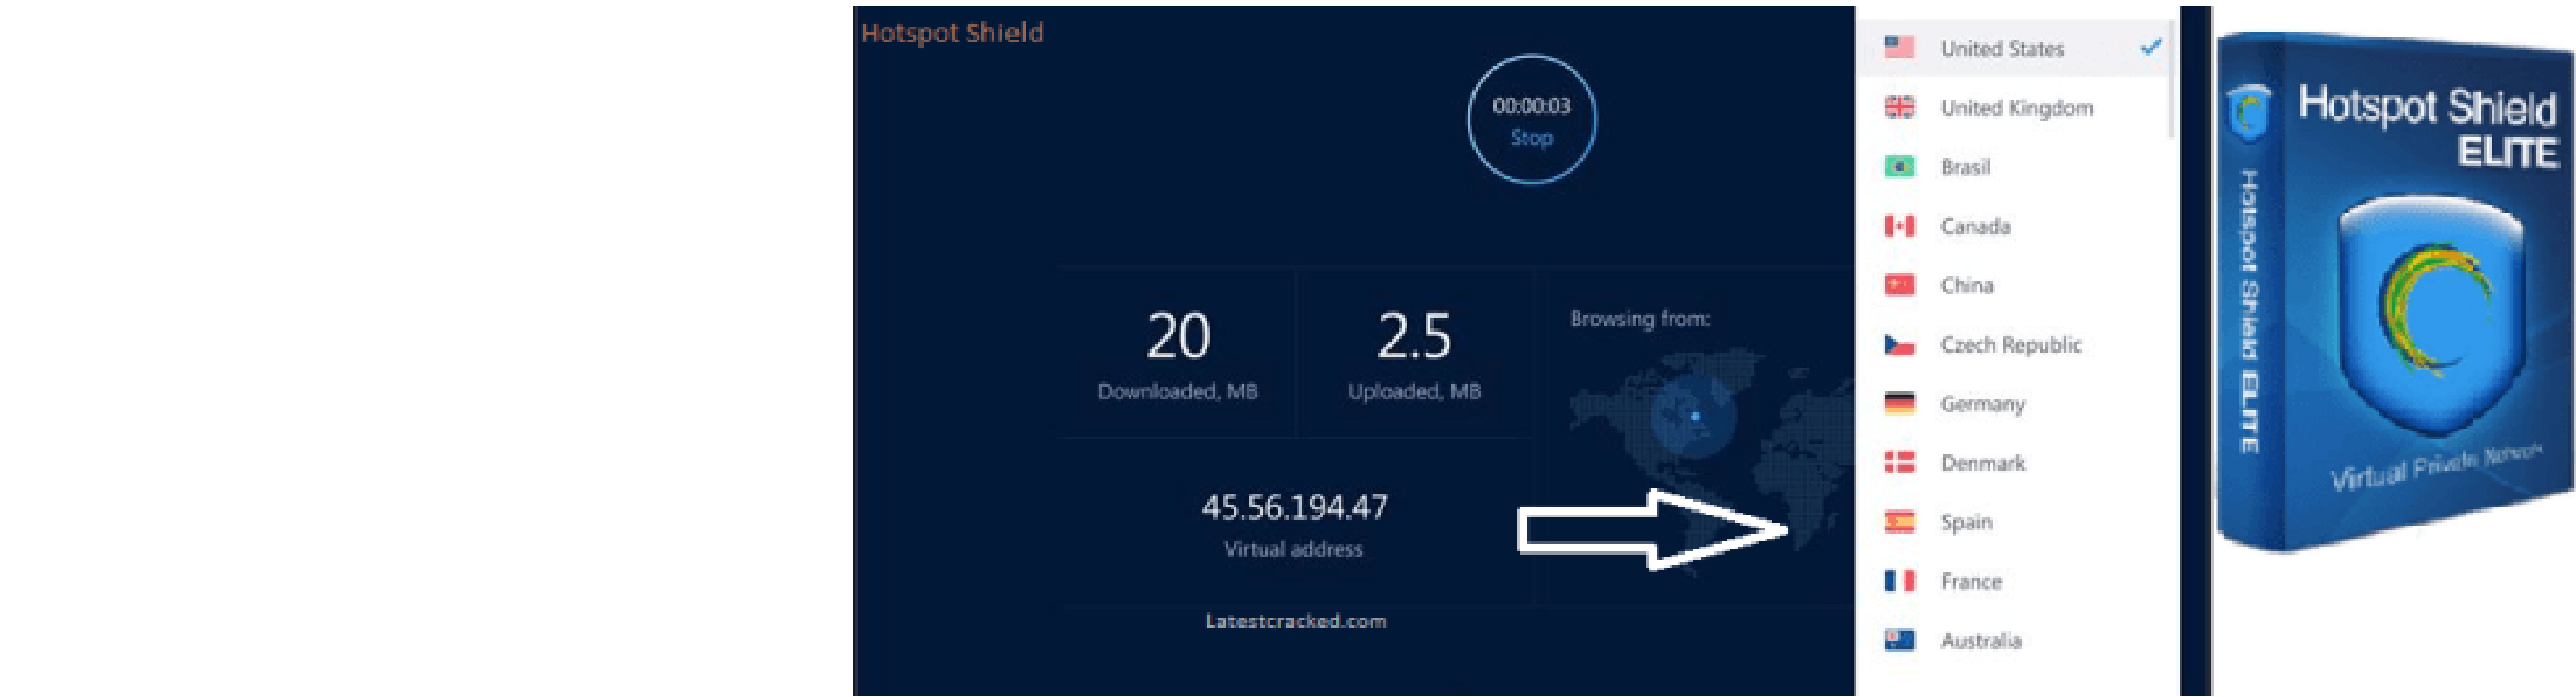 Hotspot Shield
00:00:03
Stop
20
Downloaded, MB
2.5
Uploaded, MB
Browsing from:
45.56.194.47
Virtual address
Latestcracked.com
United States
United Kingdom
Brasil
Canada
China
Czech Republic
Germany
Denmark
Spain
France
Australia
Hotspot Shield ELITE
Hotspot Shield
ELITE
Virtual Private Network